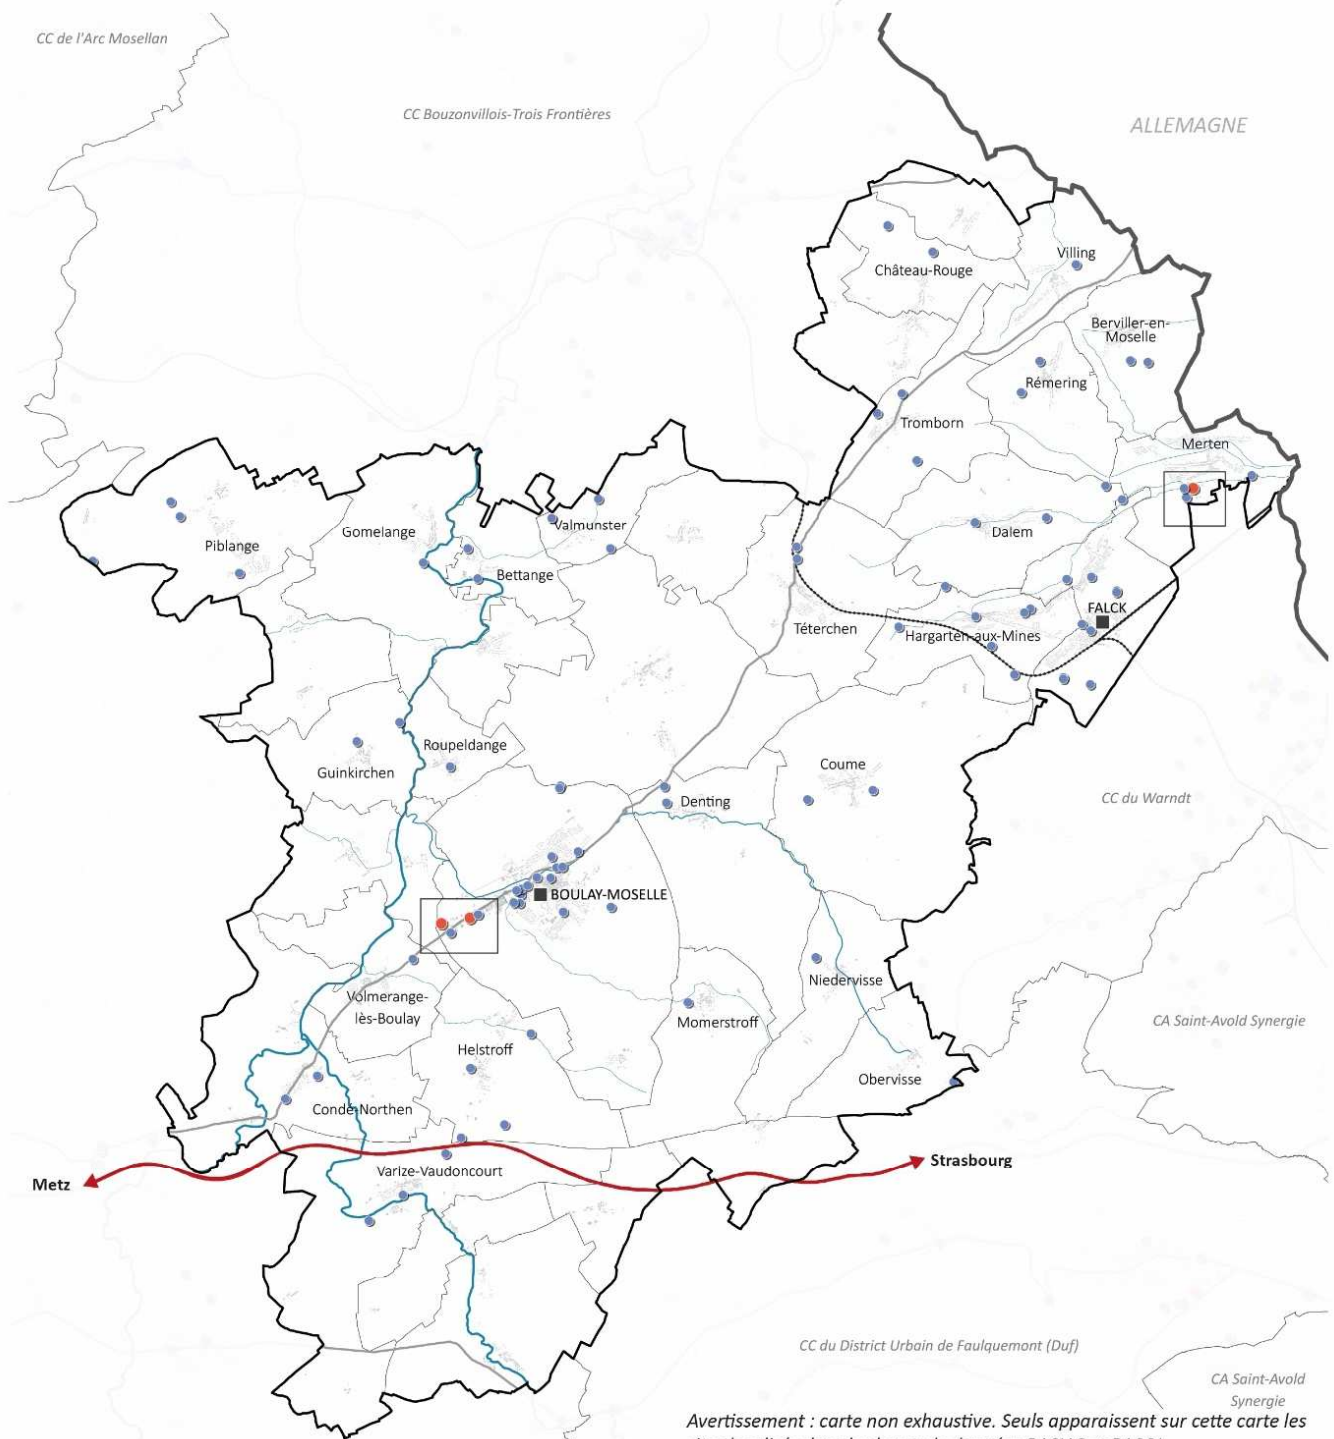 CC de l'Arc Mosellan
CC Bouzonvillois-Trois Frontières
ALLEMAGNE
Villing
Château-Rouge
Berviller-en-
Moselle
Rémering
Tromborn
Merten
Gomelange
Valmunster
Dalem
Piblange
Bettange
FALCK
Téterchen
Hargarten-aux-Mines
Roupeldange
Guinkirchen
Coume
Denting
CC du Warndt
BOULAY-MOSELLE
Niedervisse
Volmerange-
lès-Boulay
Momerstroff
CA Saint-Avold Synergie
Helstroff
Obervisse
Condé-Northen
Strasbourg
Varize-Vaudoncourt
Metz
CC du District Urbain de Faulquemont (Duf)
CA Saint-Avold
Synergie
Avertissement : carte non exhaustive. Seuls apparaissent sur cette carte les